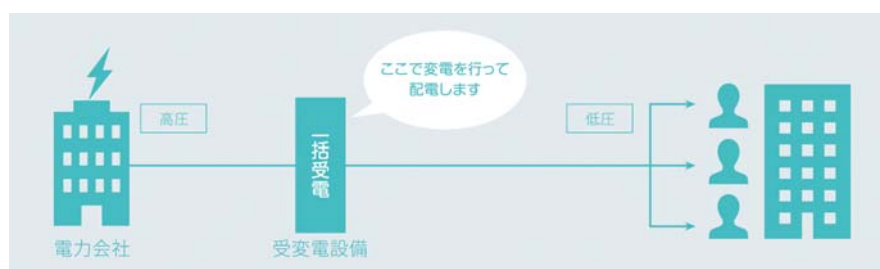 ここで変電を行って
配電します
高圧
一括受電
低圧
電力会社
受変電設備